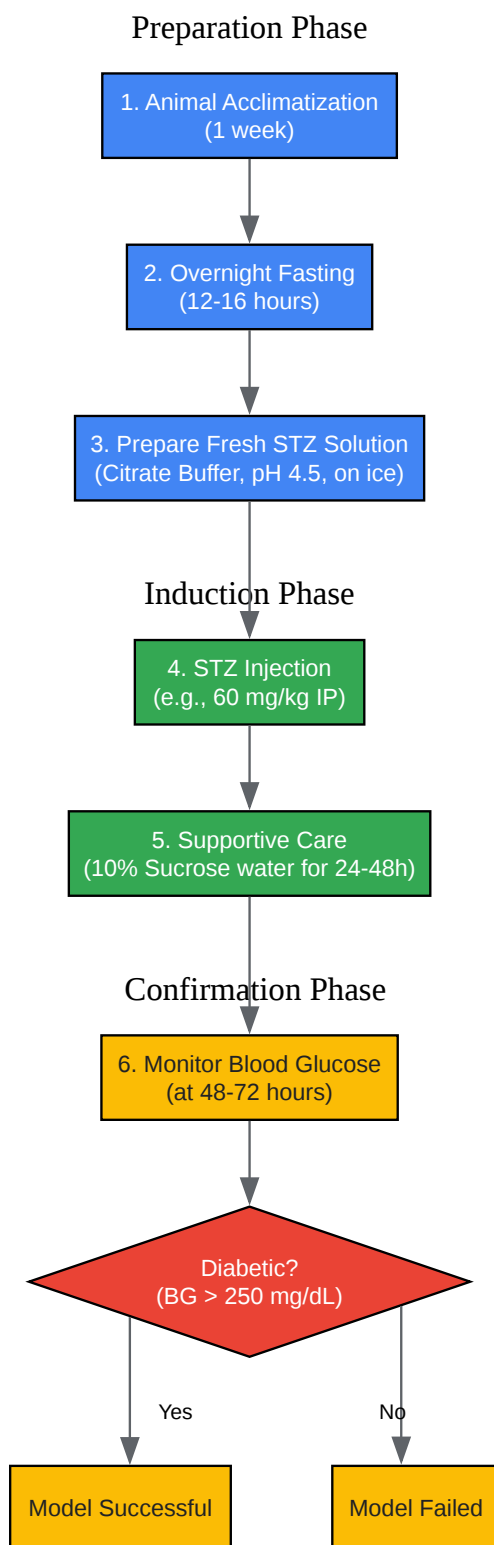 Preparation Phase
1. Animal Acclimatization
(1 week)
2. Overnight Fasting
(12-16 hours)
3. Prepare Fresh STZ Solution
(Citrate Buffer, pH 4.5, on ice)
Induction Phase
4. STZ Injection
(e.g., 60 mg/kg IP)
5. Supportive Care
(10% Sucrose water for 24-48h)
Confirmation Phase
6. Monitor Blood Glucose
(at 48-72 hours)
Diabetic?
(BG > 250 mg/dL)
Yes
No
Model Successful
Model Failed